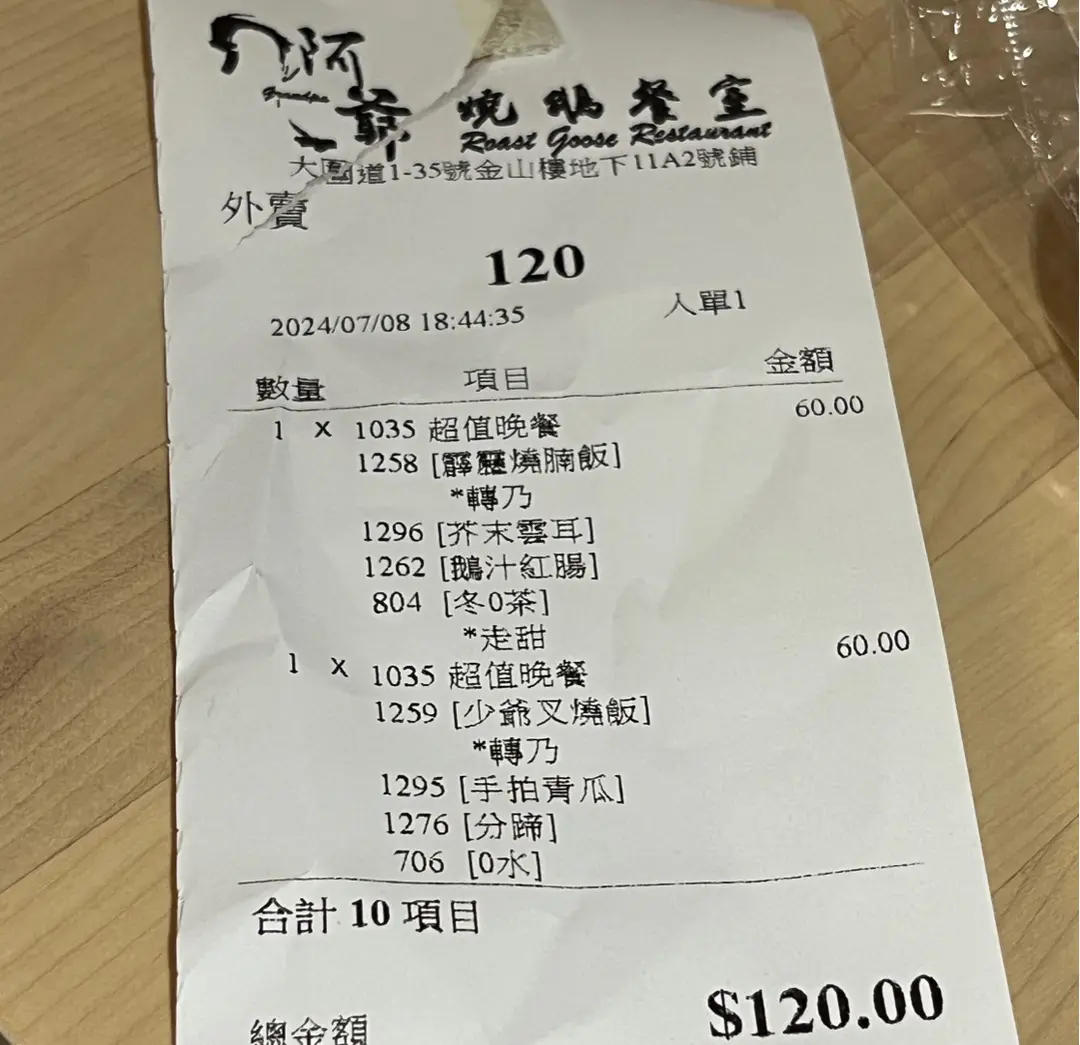 阿爺 燒鵝餐室
Grandpa Roast Goose Restaurant
大圍道1-35號金山樓地下11A2號鋪
外賣
120
2024/07/08 18:44:35 人單1
數量 項目 金額
1 X 1035 超值晚餐 60.00
1258 [霹靂燒腩飯]
*轉乃
1296 [芥末雲耳]
1262 [鵝汁紅腸]
804 [冬0茶]
*走甜
1 X 1035 超值晚餐 60.00
1259 [少爺叉燒飯]
*轉乃
1295 [手拍青瓜]
1276 [分蹄]
706 [0水]
合計 10 項目
總金額 $120.00